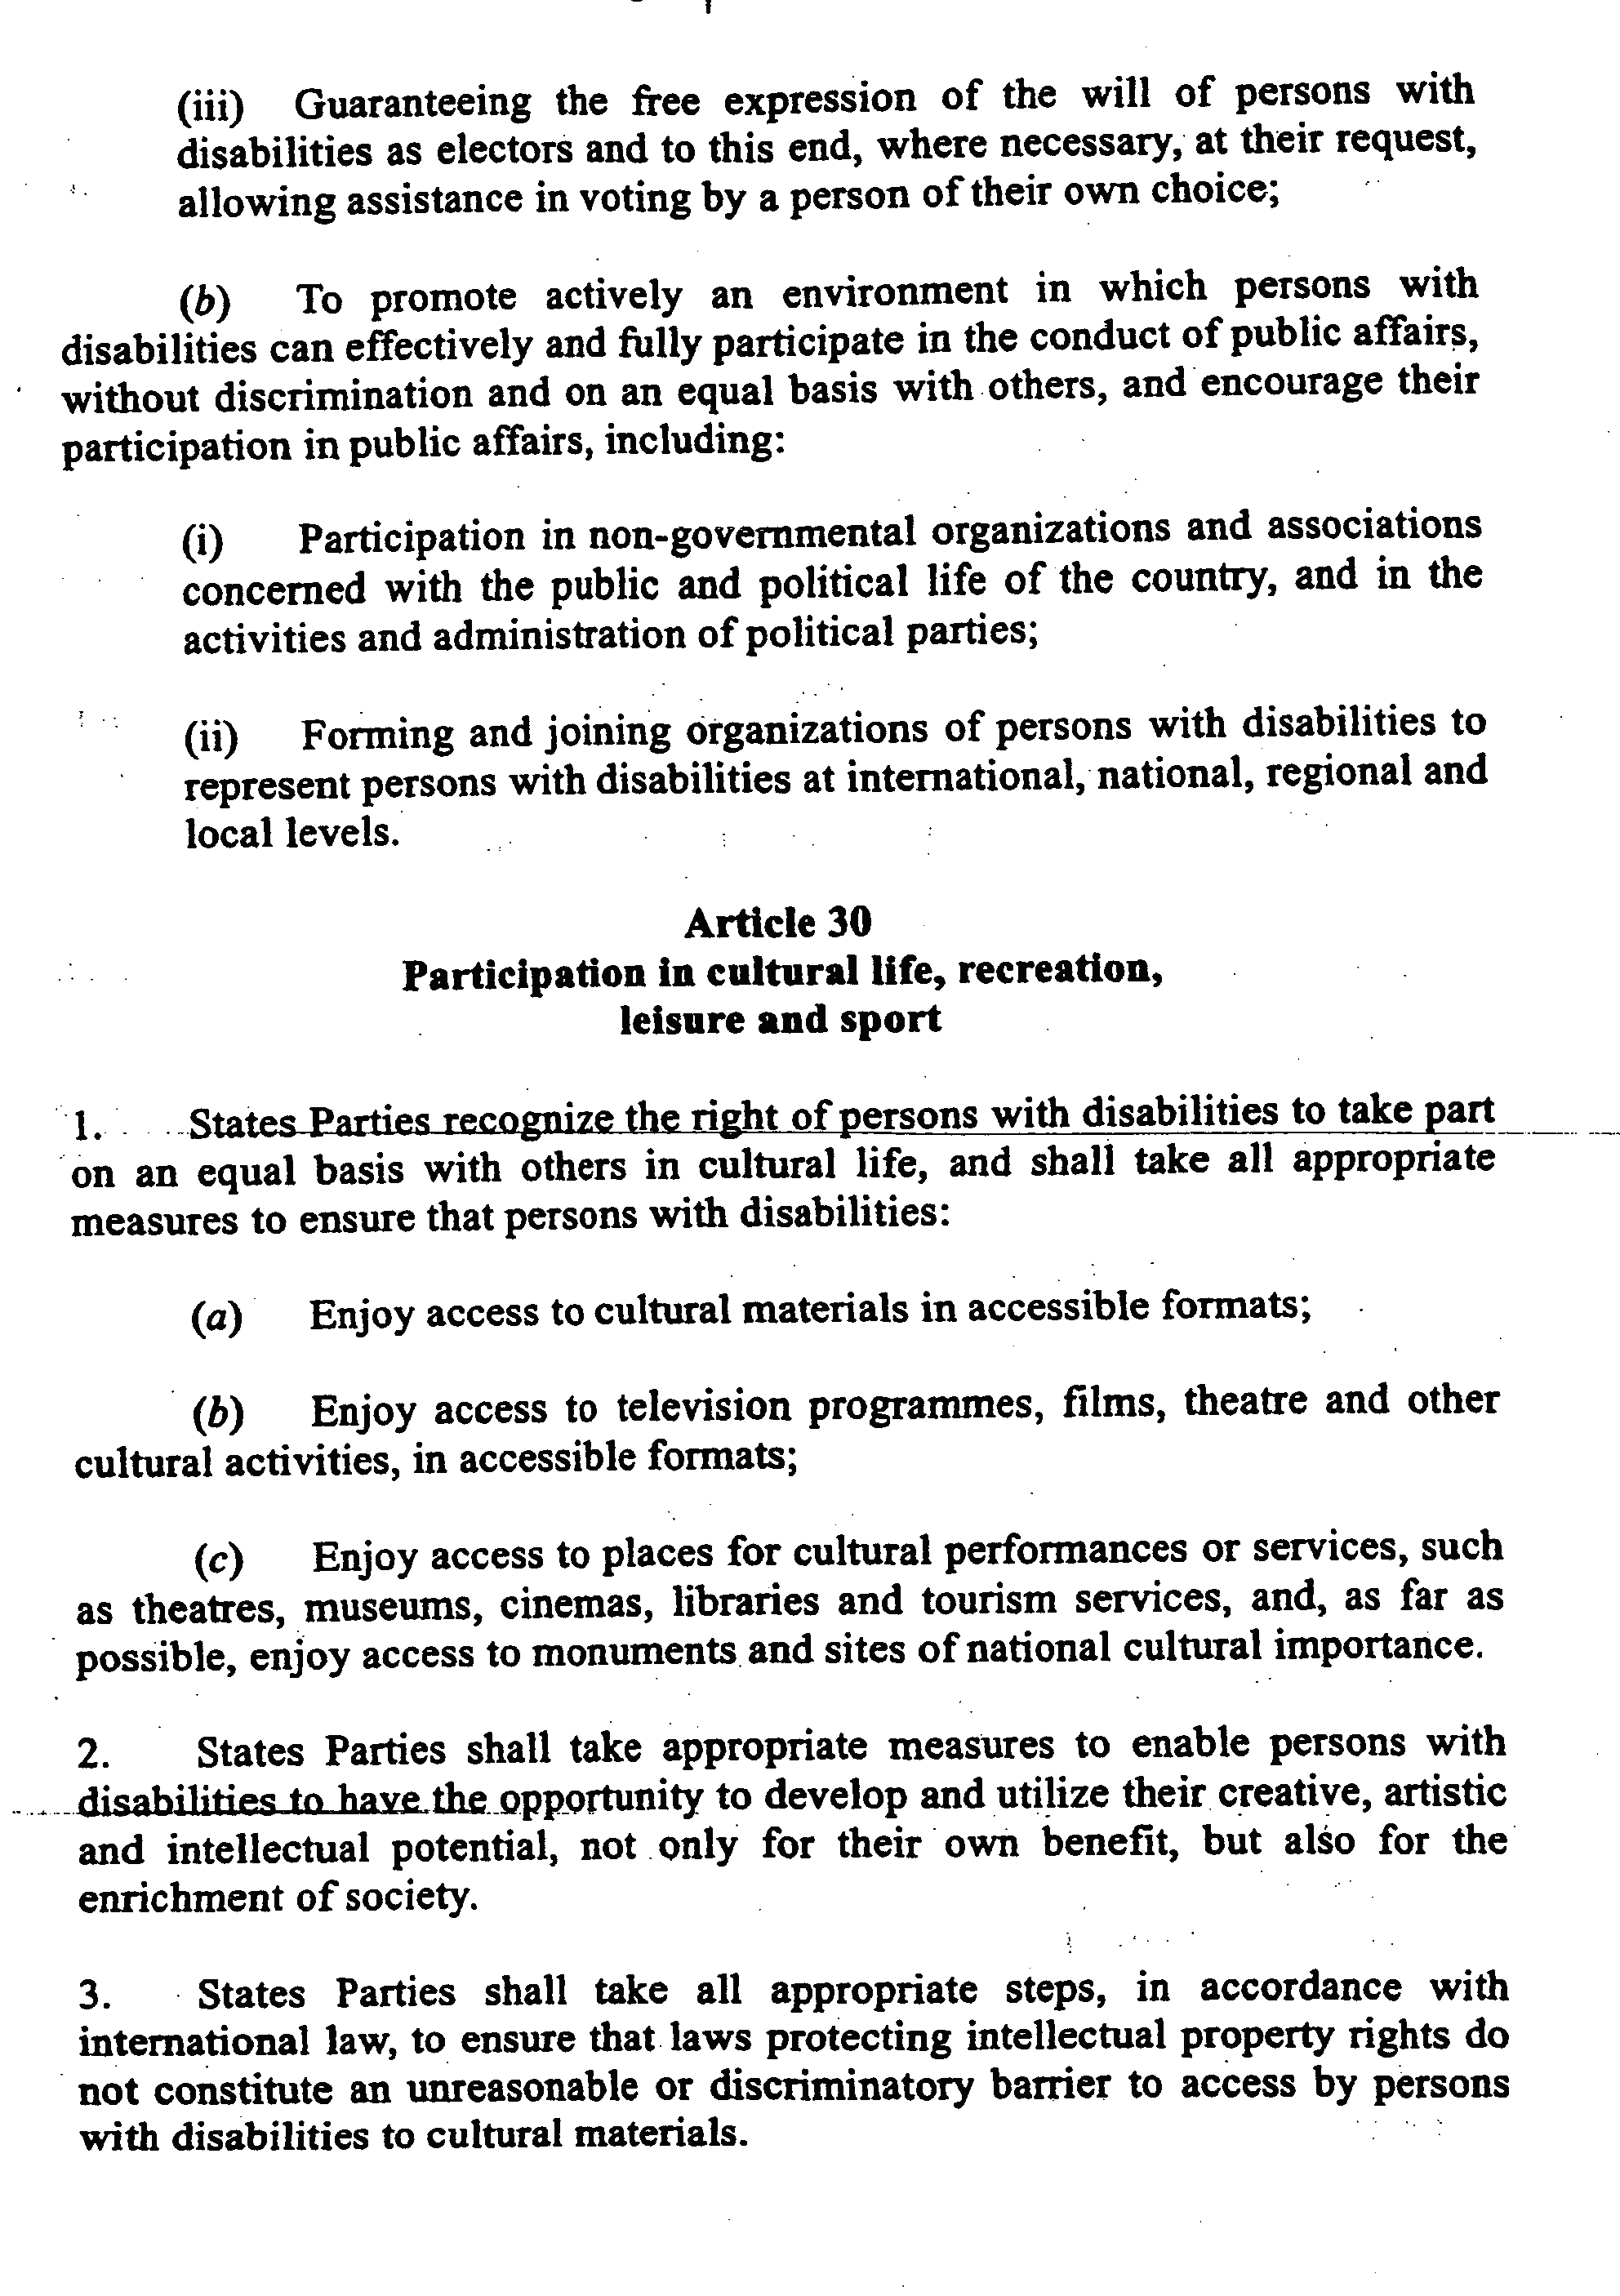 (iii) Guaranteeing the free expression of the will of persons with
disabilities as electors and to this end, where necessary, at their request,
allowing assistance in voting by a person of their own choice;
(b) To promote actively an environment in which persons with
disabilities can effectively and fully participate in the conduct of public affairs,
without discrimination and on an equal basis with others, and encourage their
participation in public affairs, including:
(i) Participation in non-governmental organizations and associations
concerned with the public and political life of the country, and in the
activities and administration of political parties;
(ii) Forming and joining organizations of persons with disabilities to
represent persons with disabilities at international, national, regional and
local levels.
Article 30
Participation in cultural life, recreation,
leisure and sport
1. States Parties recognize the right of persons with disabilities to take part
on an equal basis with others in cultural life, and shall take all appropriate
measures to ensure that persons with disabilities:
(a) Enjoy access to cultural materials in accessible formats;
(b) Enjoy access to television programmes, films, theatre and other
cultural activities, in accessible formats;
(c) Enjoy access to places for cultural performances or services, such
as theatres, museums, cinemas, libraries and tourism services, and, as far as
possible, enjoy access to monuments and sites of national cultural importance.
2. States Parties shall take appropriate measures to enable persons with
disabilities to have the opportunity to develop and utilize their creative, artistic
and intellectual potential, not only for their own benefit, but also for the
enrichment of society.
3. States Parties shall take all appropriate steps, in accordance with
international law, to ensure that laws protecting intellectual property rights do
not constitute an unreasonable or discriminatory barrier to access by persons
with disabilities to cultural materials.